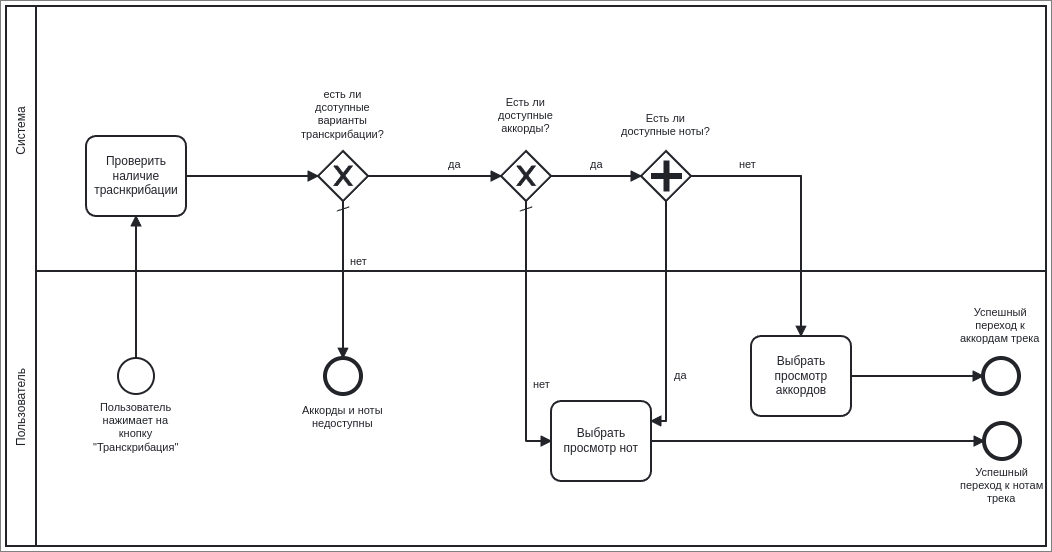 Система
Проверить
наличие
траснкрибации
есть ли
дсотупные
варианты
транскрибации?
да
Есть ли
доступные
аккорды?
да
Есть ли
доступные ноты?
нет
нет
Пользователь
Пользователь
нажимает на
кнопку
"Транскрибация"
Аккорды и ноты
недоступны
нет
Выбрать
просмотр нот
да
Выбрать
просмотр
аккордов
Успешный
переход к
аккордам трека
Успешный
переход к нотам
трека